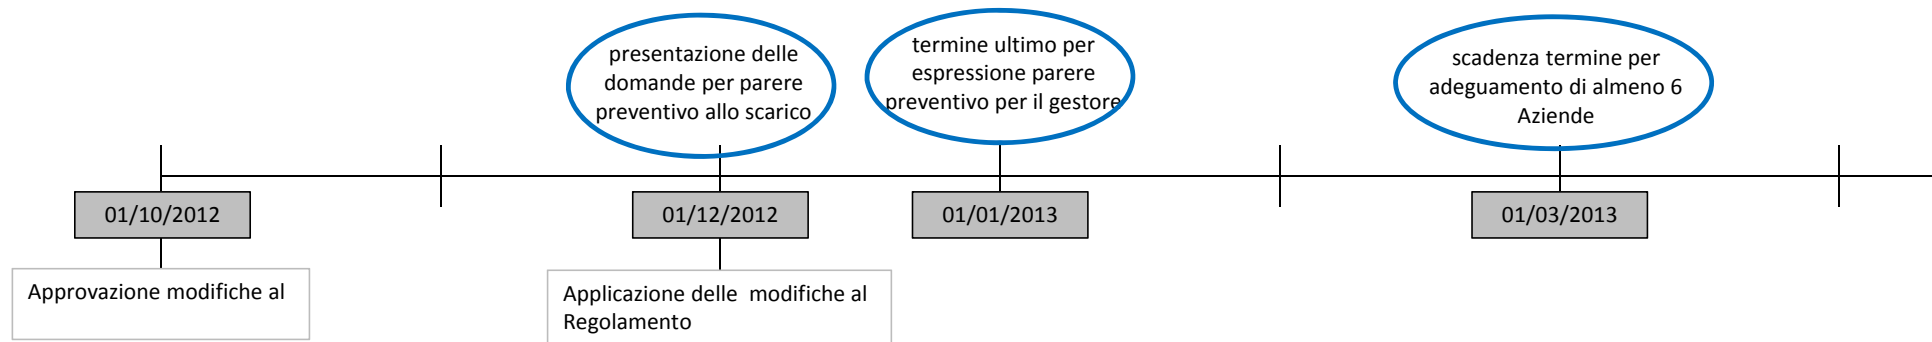 presentazione delle
domande per parere
preventivo allo scarico
termine ultimo per
espressione parere
preventivo per il gestore
scadenza termine per
adeguamento di almeno 6
Aziende
01/10/2012
01/12/2012
01/01/2013
01/03/2013
Approvazione modifiche al
Applicazione delle  modifiche al
Regolamento